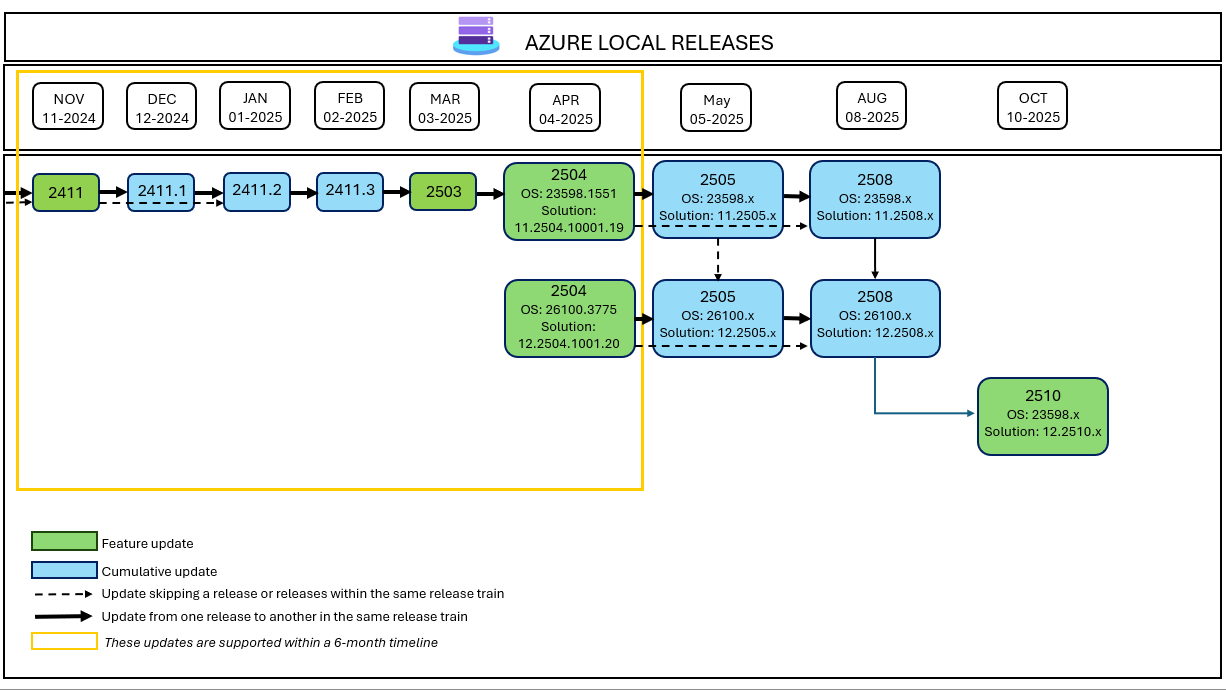 AZURE LOCAL RELEASES
NOV
11-2024
DEC
12-2024
JAN
01-2025
FEB
02-2025
MAR
03-2025
APR
04-2025
May
05-2025
AUG
08-2025
OCT
10-2025
2411
2411.1
2411.2
2411.3
2503
2504
OS: 23598.1551
Solution:
11.2504.10001.19
2505
OS: 23598.x
Solution: 11.2505.x
2508
OS: 23598.x
Solution: 11.2508.x
2504
OS: 26100.3775
Solution:
12.2504.1001.20
2505
OS: 26100.x
Solution: 12.2505.x
2508
OS: 26100.x
Solution: 12.2508.x
2510
OS: 23598.x
Solution: 12.2510.x
Feature update
Cumulative update
Update skipping a release or releases within the same release train
Update from one release to another in the same release train
These updates are supported within a 6-month timeline